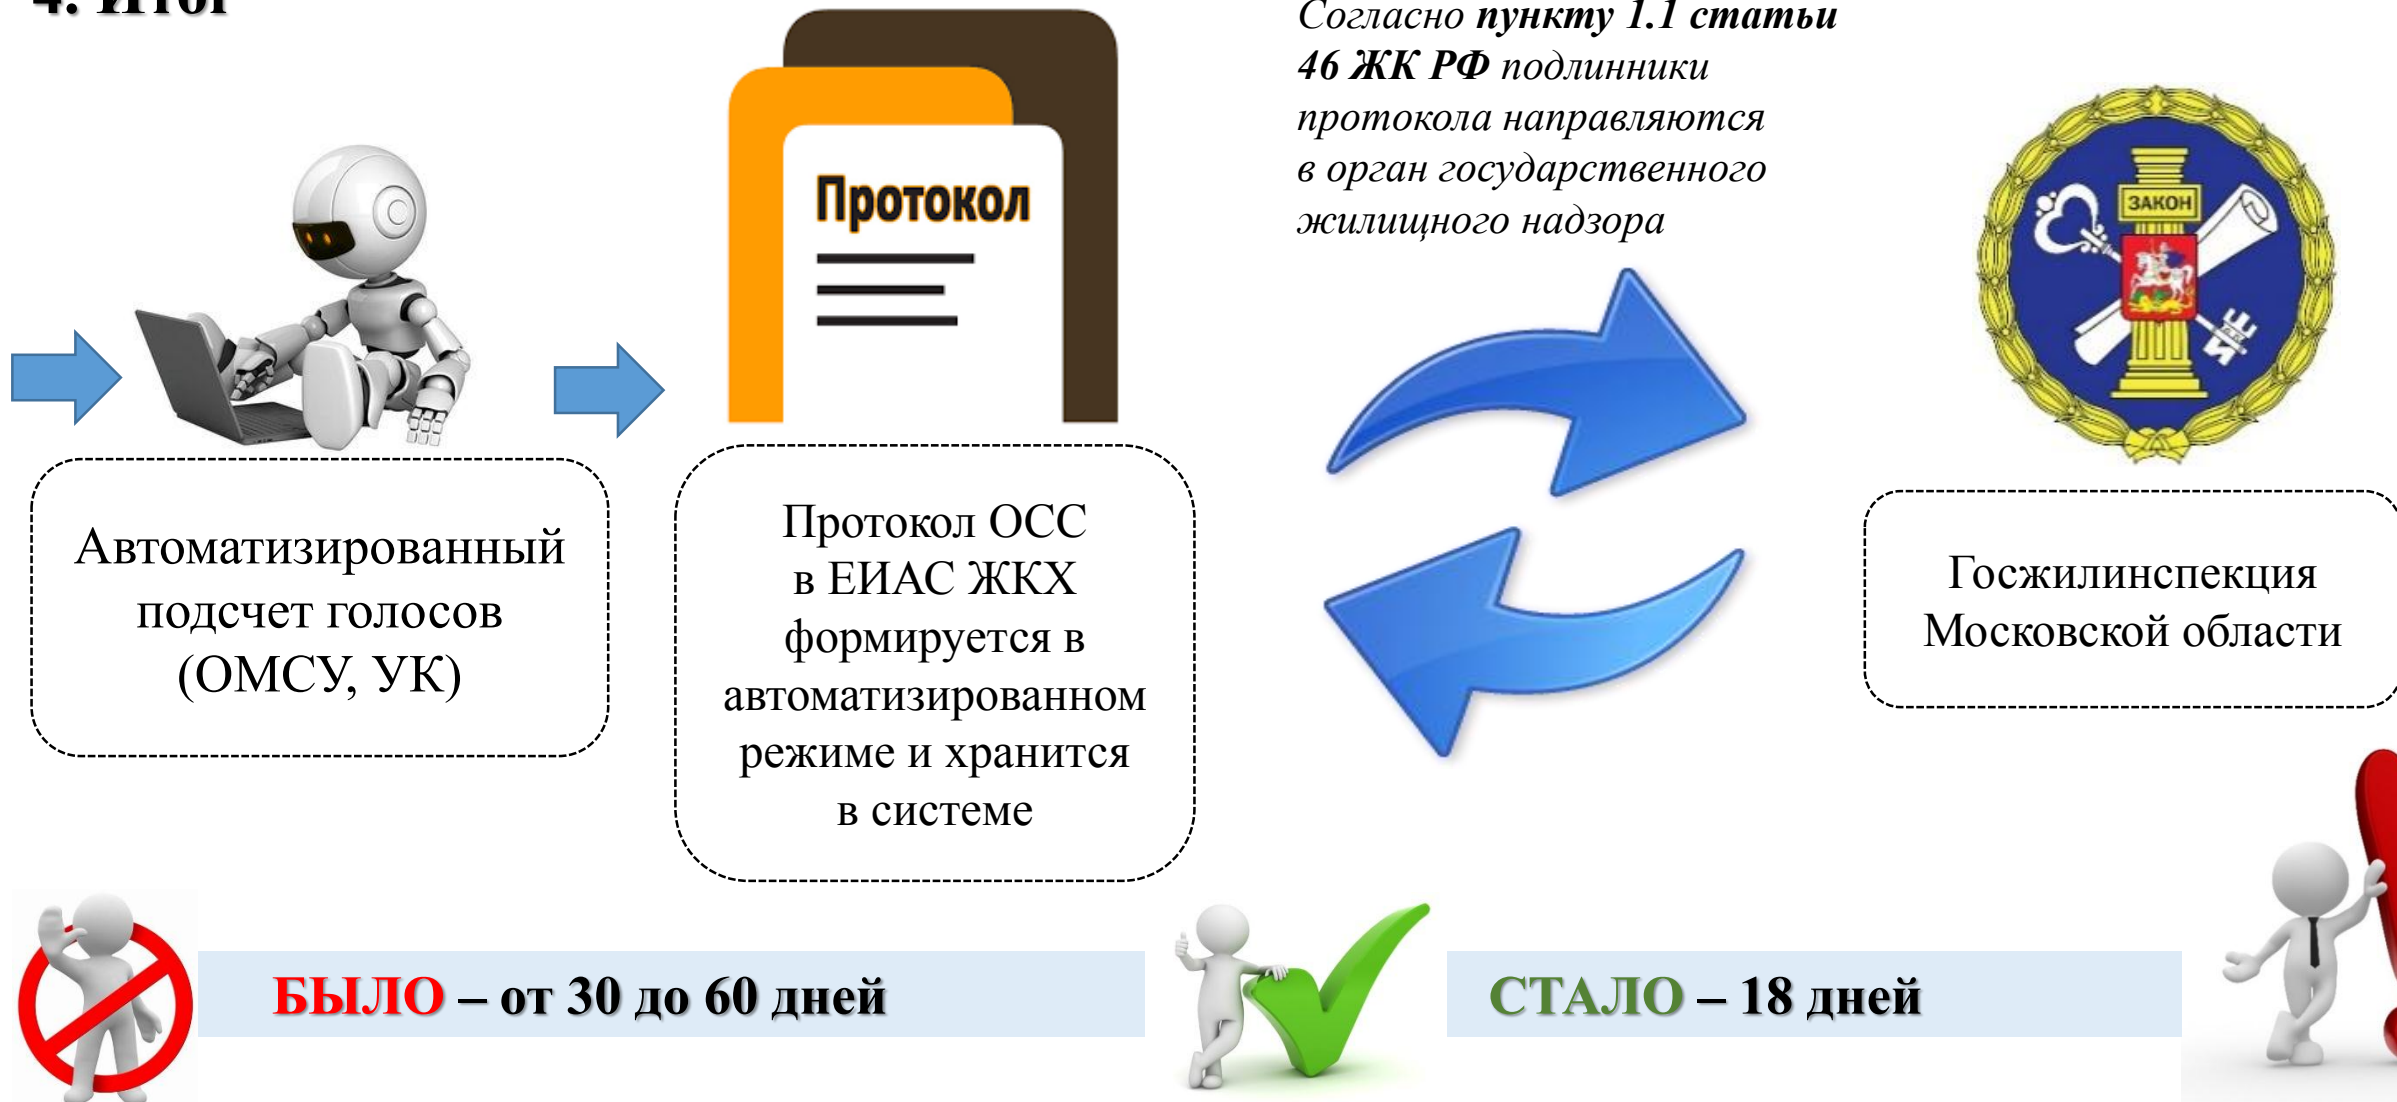 4. Итог
Согласно пункту 1.1 статьи
46 ЖК РФ подлинники
протокола направляются
в орган государственного
жилищного надзора
Протокол
ЗАКОН
Автоматизированный
подсчет голосов
(ОМСУ, УК)
Протокол ОСС
в ЕИАС ЖКХ
формируется в
автоматизированном
режиме и хранится
в системе
Госжилинспекция
Московской области
БЫЛО – от 30 до 60 дней
СТАЛО – 18 дней